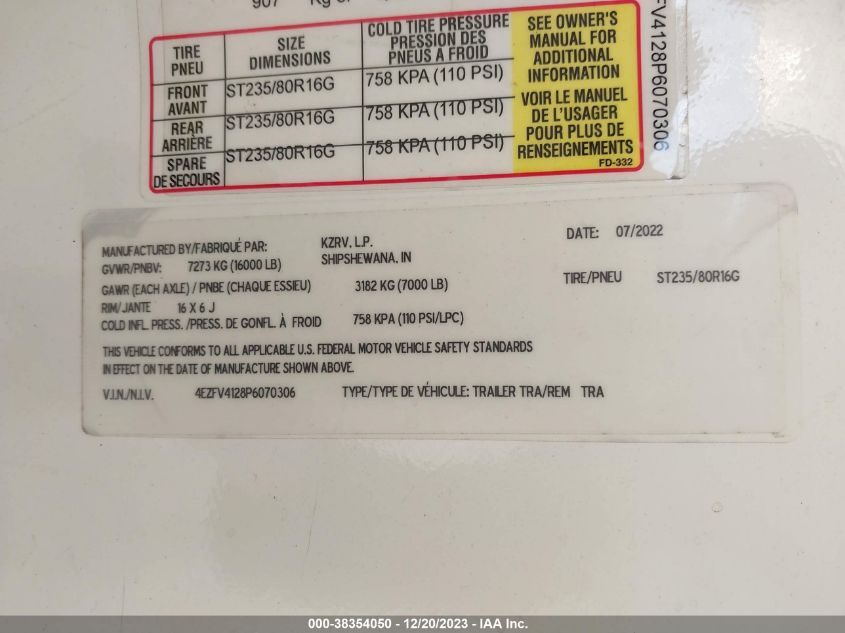 907 Kg
TIRE PNEU
SIZE DIMENSIONS
COLD TIRE PRESSURE PRESSION DES PNEUS A FROID
FRONT AVANT
ST235/80R16G
758 KPA (110 PSI)
REAR ARRIÈRE
ST235/80R16G
758 KPA (110 PSI)
SPARE DE SECOURS
ST235/80R16G
758 KPA (110 PSI)
SEE OWNER'S
MANUAL FOR
ADDITIONAL
INFORMATION
VOIR LE MANUEL
DE L'USAGER
POUR PLUS DE
RENSEIGNEMENTS
FD-332
FV4128P6070306
MANUFACTURED BY/FABRIQUÉ PAR: KZRV, L.P. DATE: 07/2022
SHIPSHEWANA, IN
GVWR/PNBV: 7273 KG (16000 LB)
GAWR (EACH AXLE) / PNBE (CHAQUE ESSIEU) 3182 KG (7000 LB) TIRE/PNEU ST235/80R16G
RIM/JANTE 16 X 6 J
COLD INFL. PRESS. /PRESS. DE GONFL. À FROID 758 KPA (110 PSI/LPC)
THIS VEHICLE CONFORMS TO ALL APPLICABLE U.S. FEDERAL MOTOR VEHICLE SAFETY STANDARDS
IN EFFECT ON THE DATE OF MANUFACTURE SHOWN ABOVE.
V.I.N./N.I.V. 4EZFV4128P6070306 TYPE/TYPE DE VÉHICULE: TRAILER TRA/REM TRA
000-38354050 - 12/20/2023 - IAA Inc.